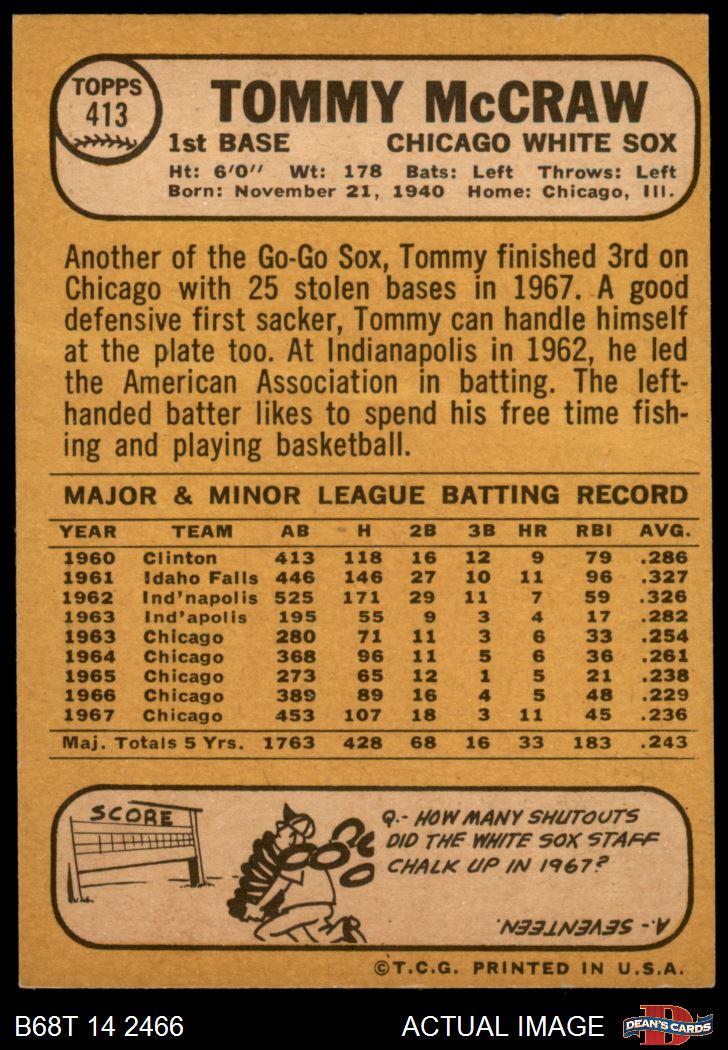 TOPPS
413
TOMMY McCRAW
1st BASE CHICAGO WHITE SOX
Ht: 6'0" Wt: 178 Bats: Left Throws: Left
Born: November 21, 1940 Home: Chicago, Ill.
Another of the Go-Go Sox, Tommy finished 3rd on
Chicago with 25 stolen bases in 1967. A good
defensive first sacker, Tommy can handle himself
at the plate too. At Indianapolis in 1962, he led
the American Association in batting. The left-
handed batter likes to spend his free time fish-
ing and playing basketball.
MAJOR & MINOR LEAGUE BATTING RECORD
YEAR TEAM AB H 2B 3B HR RBI AVG.
1960 Clinton 413 118 16 12 9 79 .286
1961 Idaho Falls 446 146 27 10 11 96 .327
1962 Ind'napolis 525 171 29 11 7 59 .326
1963 Ind'apolis 195 55 9 3 4 17 .282
1963 Chicago 280 71 11 3 6 33 .254
1964 Chicago 368 96 11 5 6 36 .261
1965 Chicago 273 65 12 1 5 21 .238
1966 Chicago 389 89 16 4 5 48 .229
1967 Chicago 453 107 18 3 11 45 .236
Maj. Totals 5 Yrs. 1763 428 68 16 33 183 .243
SCORE
Q.- HOW MANY SHUTOUTS
DID THE WHITE SOX STAFF
CHALK UP IN 1967?
A.- SEVENTEEN.
©T.C.G. PRINTED IN U.S.A.
B68T 14 2466 ACTUAL IMAGE
D
DEAN'S CARDS